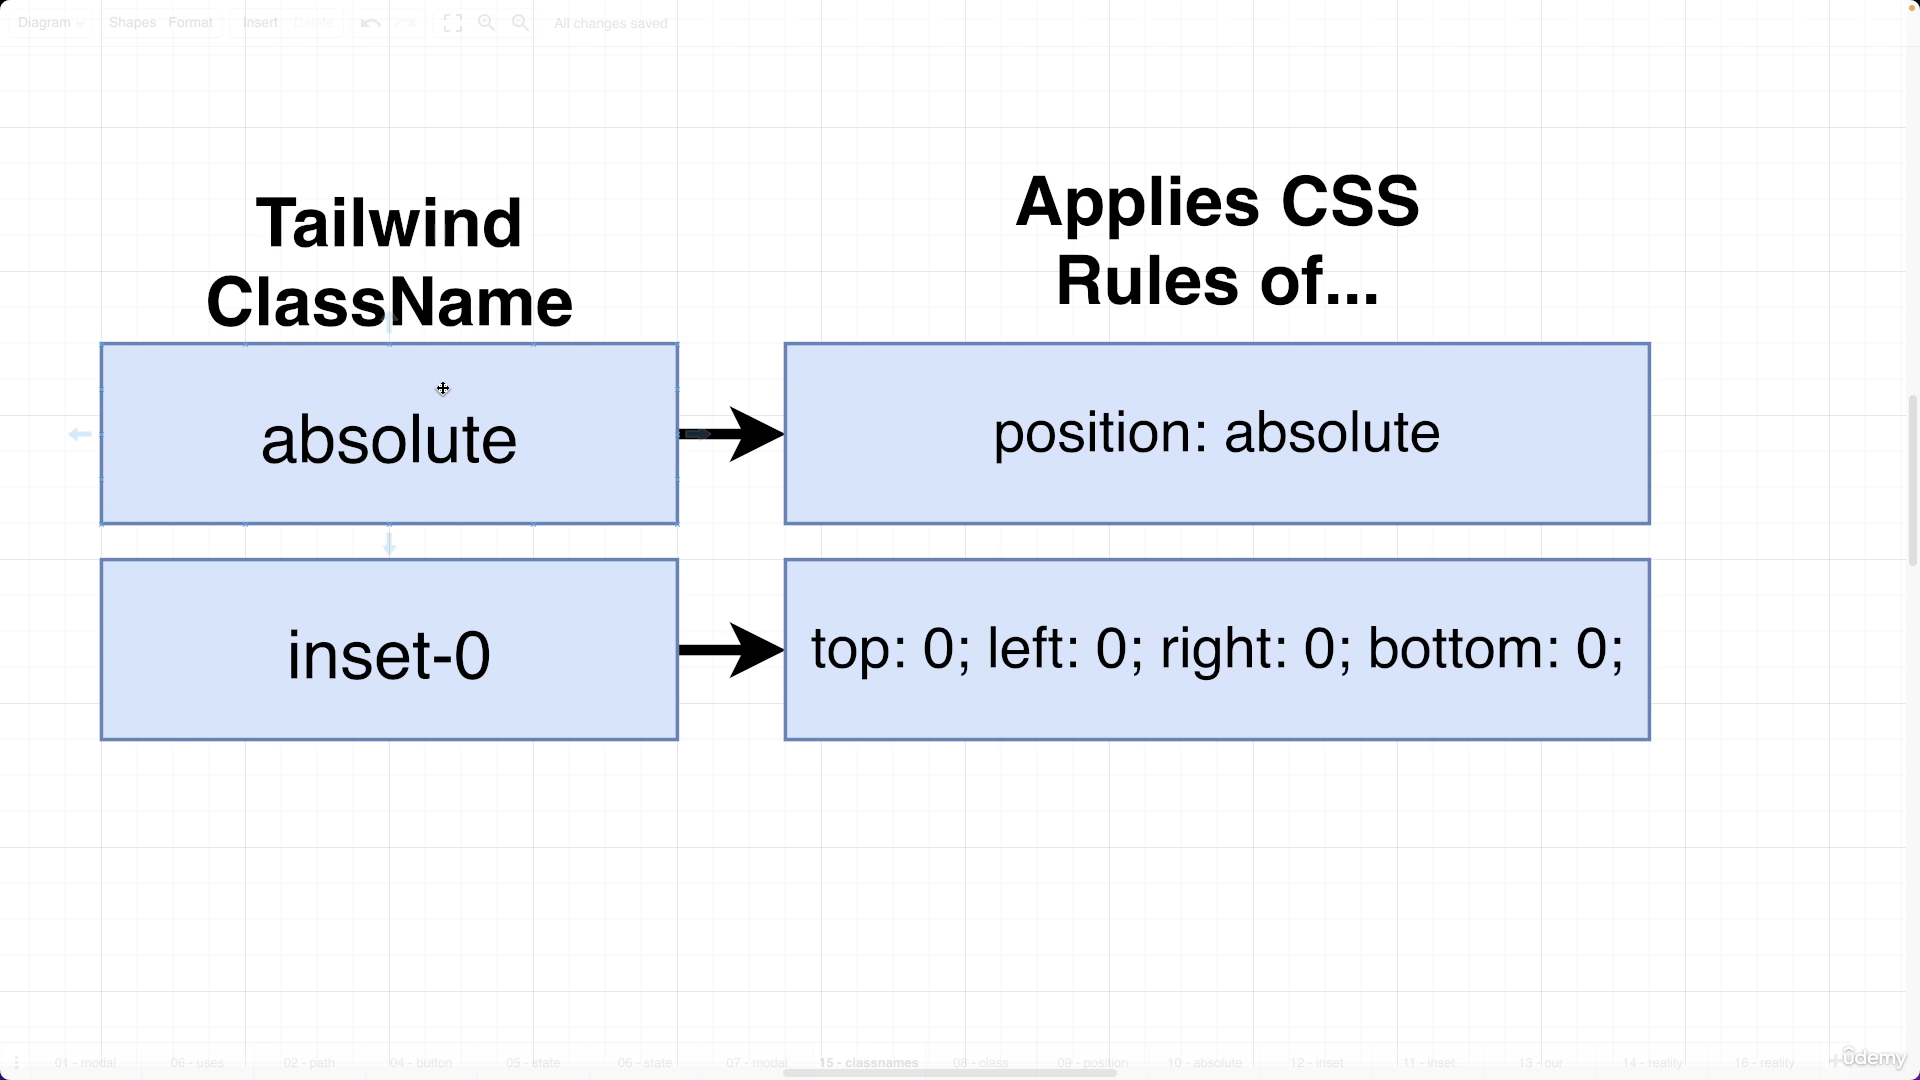 Diagram Shapes Format Insert Delete All changes saved
Tailwind
ClassName
Applies CSS
Rules of...
absolute
position: absolute
inset-0
top: 0; left: 0; right: 0; bottom: 0;
01 - modal 06 - uses 02 - path 04 - button 05 - state 06 - state 07 - modal 15 - classnames 08 - class 09 - position 10 - absolute 12 - inset 11 - inset 13 - our 14 - reality 16 - reality
ûdemy